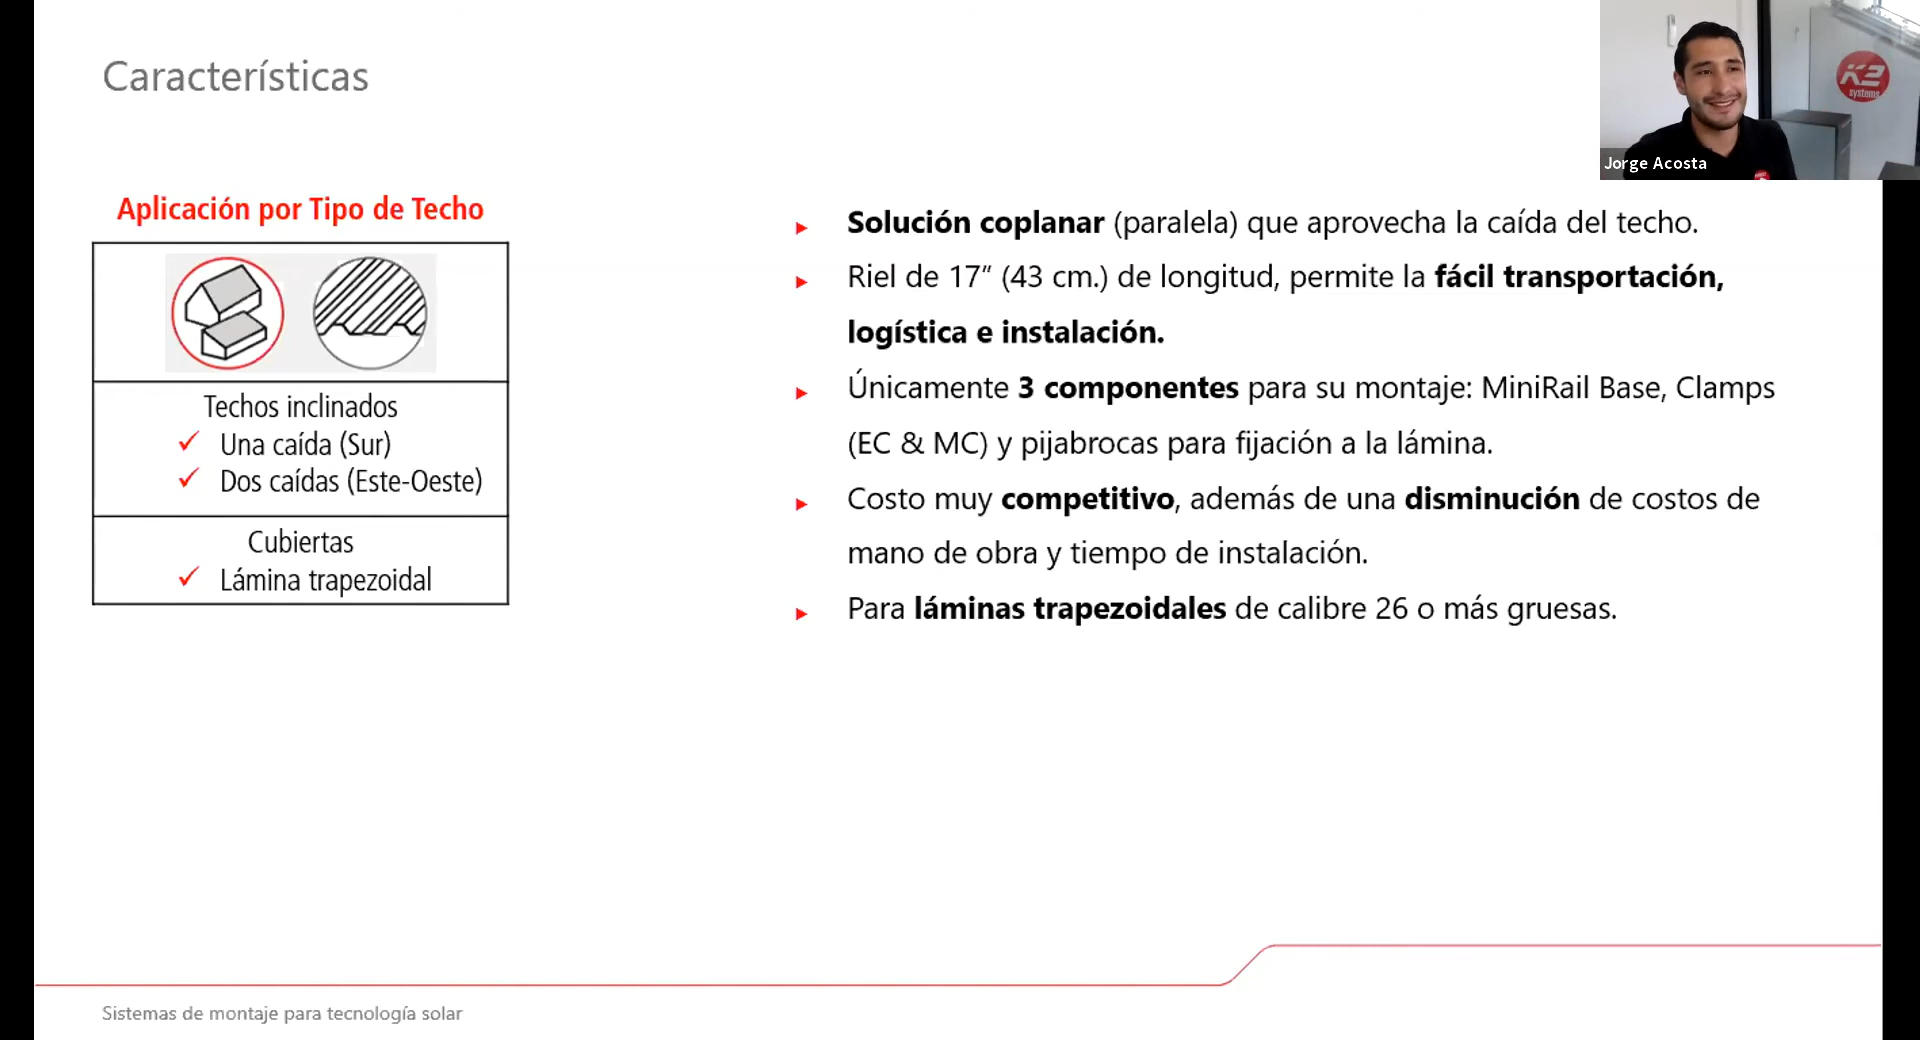 Características
K2
systems
Jorge Acosta
Aplicación por Tipo de Techo
Techos inclinados
✓ Una caída (Sur)
✓ Dos caídas (Este-Oeste)
Cubiertas
✓ Lámina trapezoidal
▸ Solución coplanar (paralela) que aprovecha la caída del techo.
▸ Riel de 17” (43 cm.) de longitud, permite la fácil transportación,
logística e instalación.
▸ Únicamente 3 componentes para su montaje: MiniRail Base, Clamps
(EC & MC) y pijabrocas para fijación a la lámina.
▸ Costo muy competitivo, además de una disminución de costos de
mano de obra y tiempo de instalación.
▸ Para láminas trapezoidales de calibre 26 o más gruesas.
Sistemas de montaje para tecnología solar